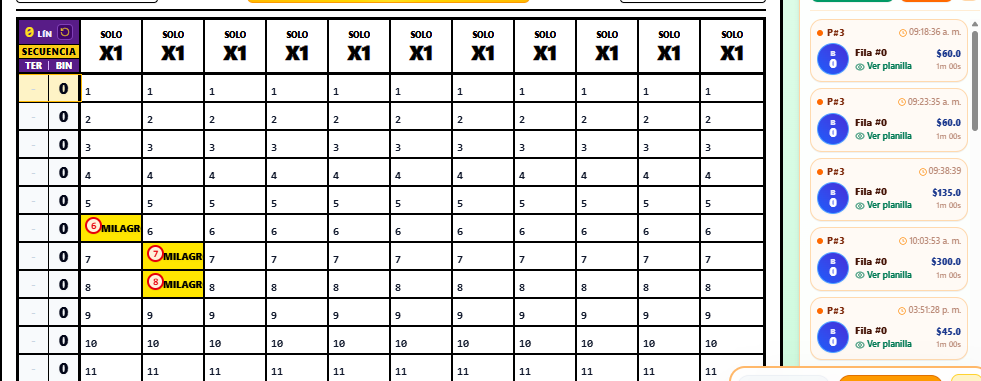 0 LÍN
SECUENCIA
TER | BIN
SOLO X1 SOLO X1 SOLO X1 SOLO X1 SOLO X1 SOLO X1 SOLO X1 SOLO X1 SOLO X1 SOLO X1 SOLO X1
- 0 1 1 1 1 1 1 1 1 1 1 1
- 0 2 2 2 2 2 2 2 2 2 2 2
- 0 3 3 3 3 3 3 3 3 3 3 3
- 0 4 4 4 4 4 4 4 4 4 4 4
- 0 5 5 5 5 5 5 5 5 5 5 5
- 0 6 MILAGR 6 6 6 6 6 6 6 6 6 6
- 0 7 7 MILAGR 7 7 7 7 7 7 7 7 7
- 0 8 8 MILAGR 8 8 8 8 8 8 8 8 8
- 0 9 9 9 9 9 9 9 9 9 9 9
- 0 10 10 10 10 10 10 10 10 10 10 10
- 0 11 11 11 11 11 11 11 11 11 11 11
P#3 09:18:36 a. m.
B 0 Fila #0 $60.0
Ver planilla 1m 00s
P#3 09:23:35 a. m.
B 0 Fila #0 $60.0
Ver planilla 1m 00s
P#3 09:38:39
B 0 Fila #0 $135.0
Ver planilla 1m 00s
P#3 10:03:53 a. m.
B 0 Fila #0 $300.0
Ver planilla 1m 00s
P#3 03:51:28 p. m.
B 0 Fila #0 $45.0
Ver planilla 1m 00s